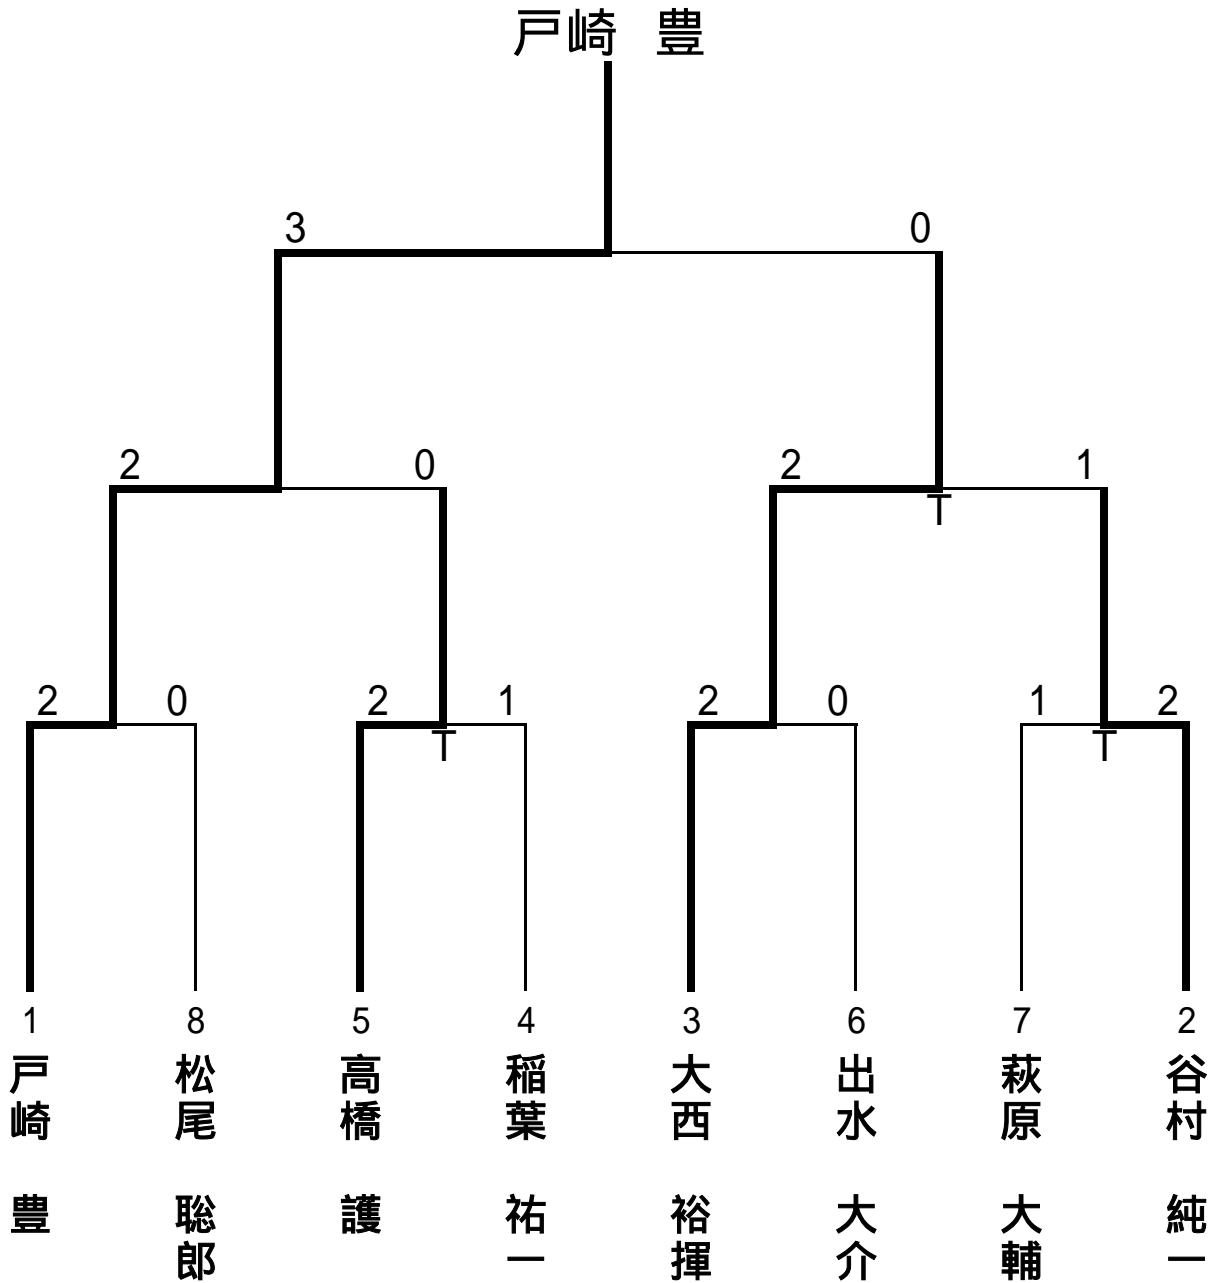 戸崎 豊
3 0
2 0 2 1
T
2 0 2 1 2 0 1 2
T T
1 8 5 4 3 6 7 2
戸崎 豊
松尾 聡郎
高橋 護
稲葉 祐一
大西 裕揮
出水 大介
萩原 大輔
谷村 純一